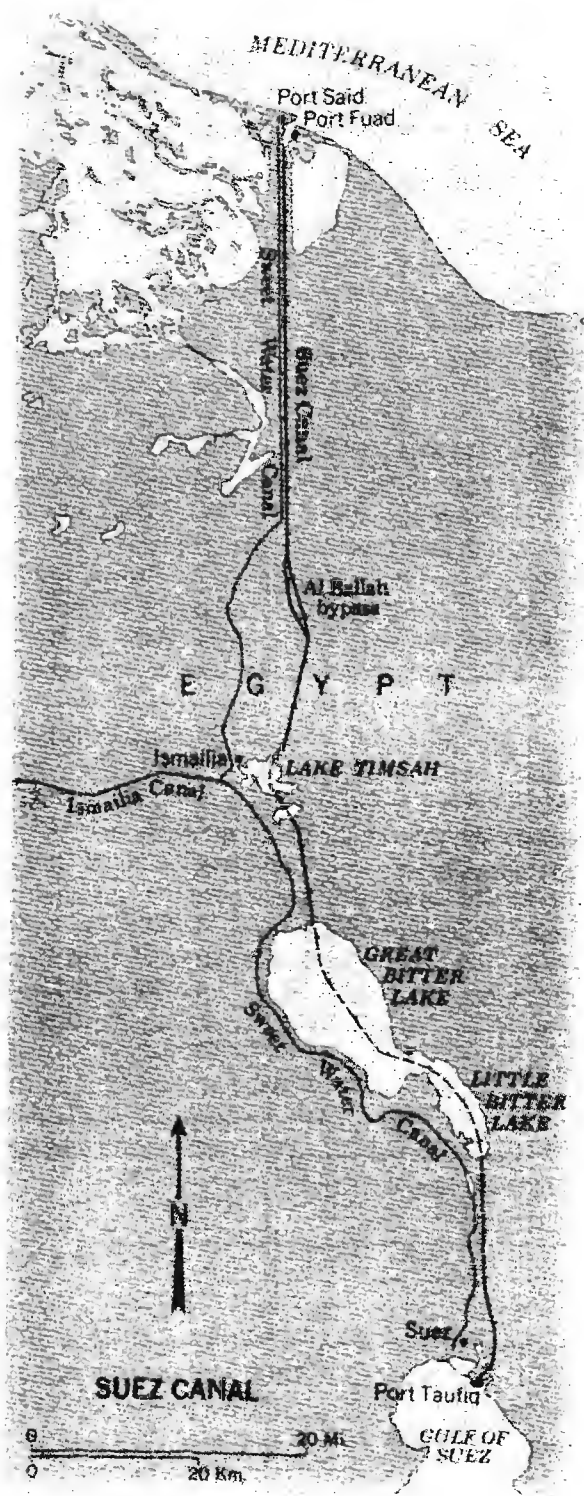 MEDITERRANEAN SEA
Port Said
Port Fuad
Sweet Water Canal
Suez Canal
Al Ballah
bypass
EGYPT
Ismailia
LAKE TIMSAH
Ismailia Canal
GREAT
BITTER
LAKE
Sweet Water Canal
LITTLE
BITTER
LAKE
N
Suez
SUEZ CANAL
Port Taufiq
GULF OF
SUEZ
0 20 Mi.
0 20 Km.